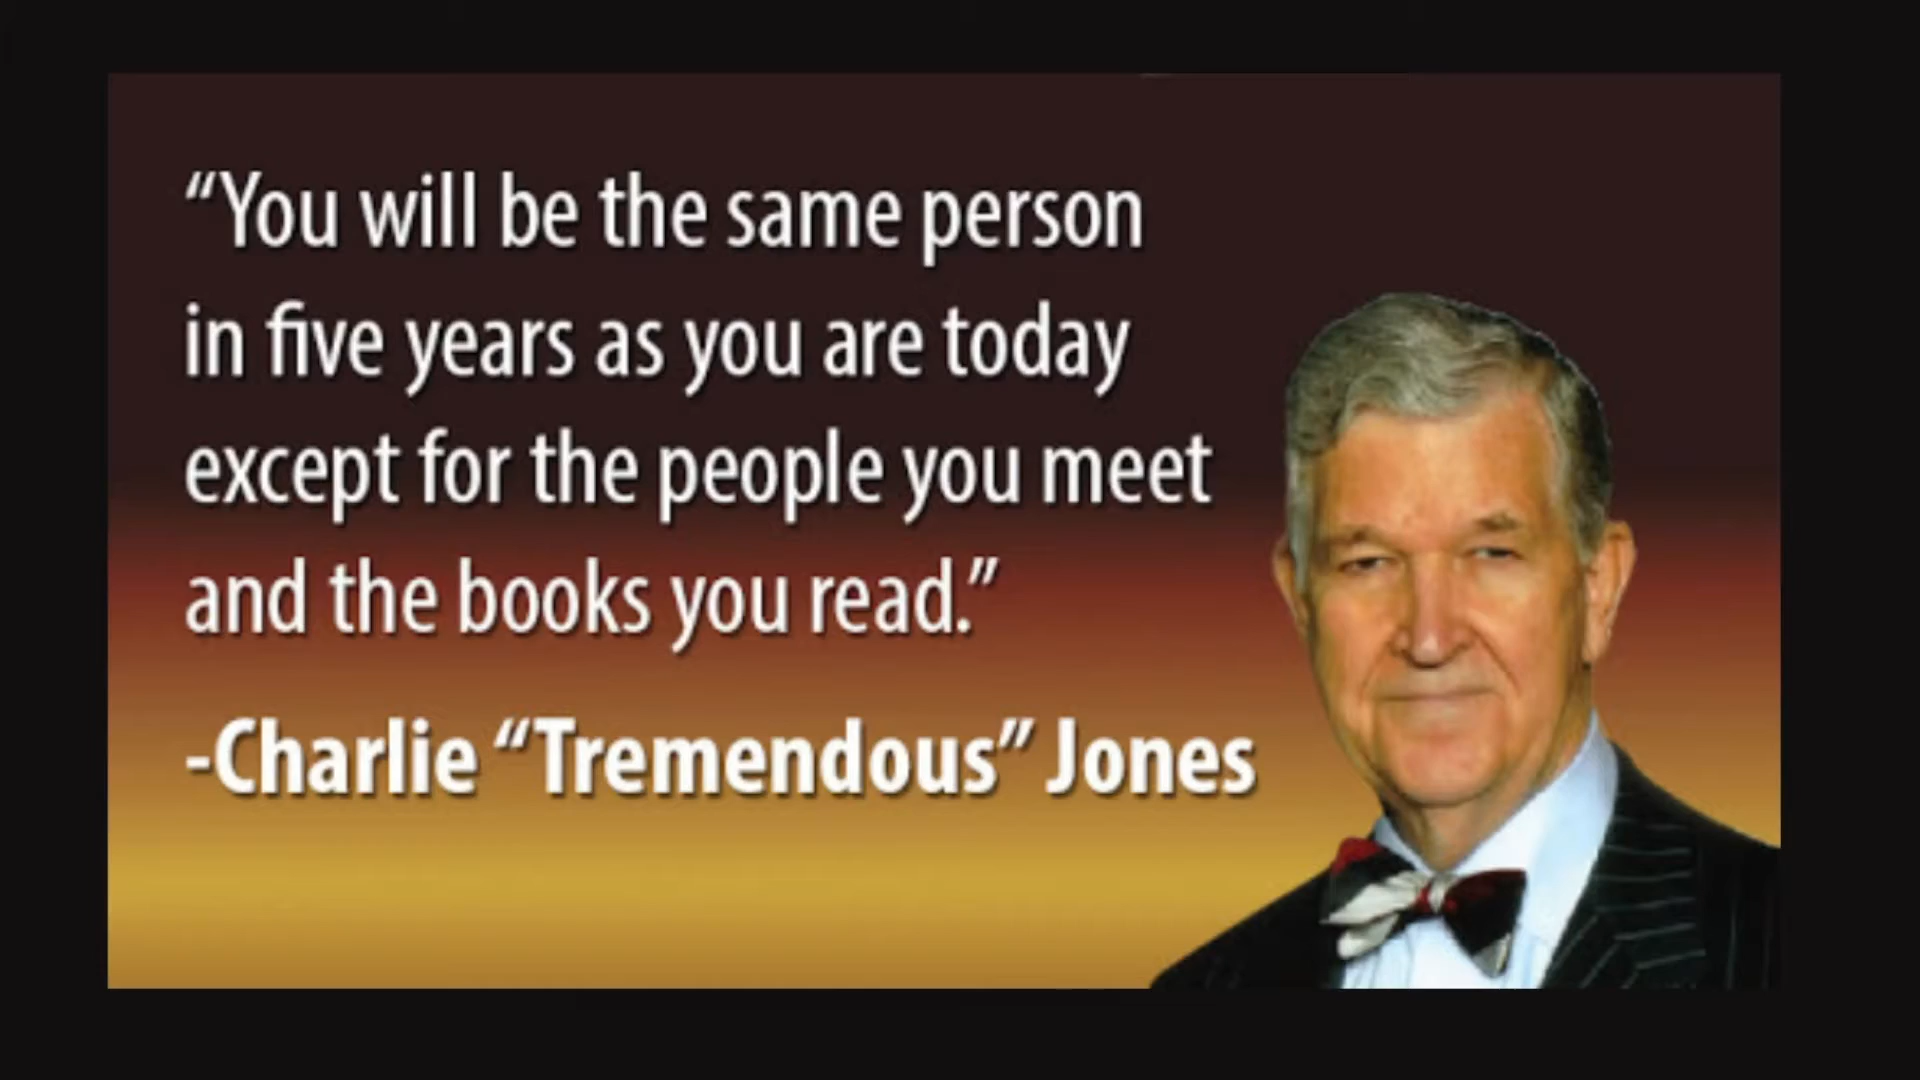 “You will be the same person
in five years as you are today
except for the people you meet
and the books you read.”
-Charlie “Tremendous” Jones